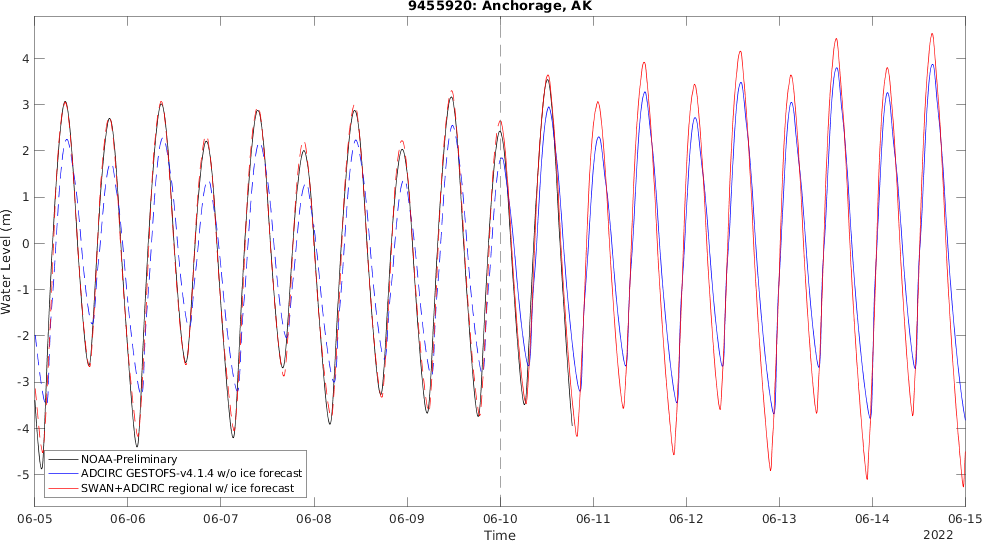 9455920: Anchorage, AK
Water Level (m)
4
3
2
1
0
-1
-2
-3
-4
-5
NOAA-Preliminary
ADCIRC GESTOFS-v4.1.4 w/o ice forecast
SWAN+ADCIRC regional w/ ice forecast
06-05 06-06 06-07 06-08 06-09 06-10 06-11 06-12 06-13 06-14 06-15
Time
2022